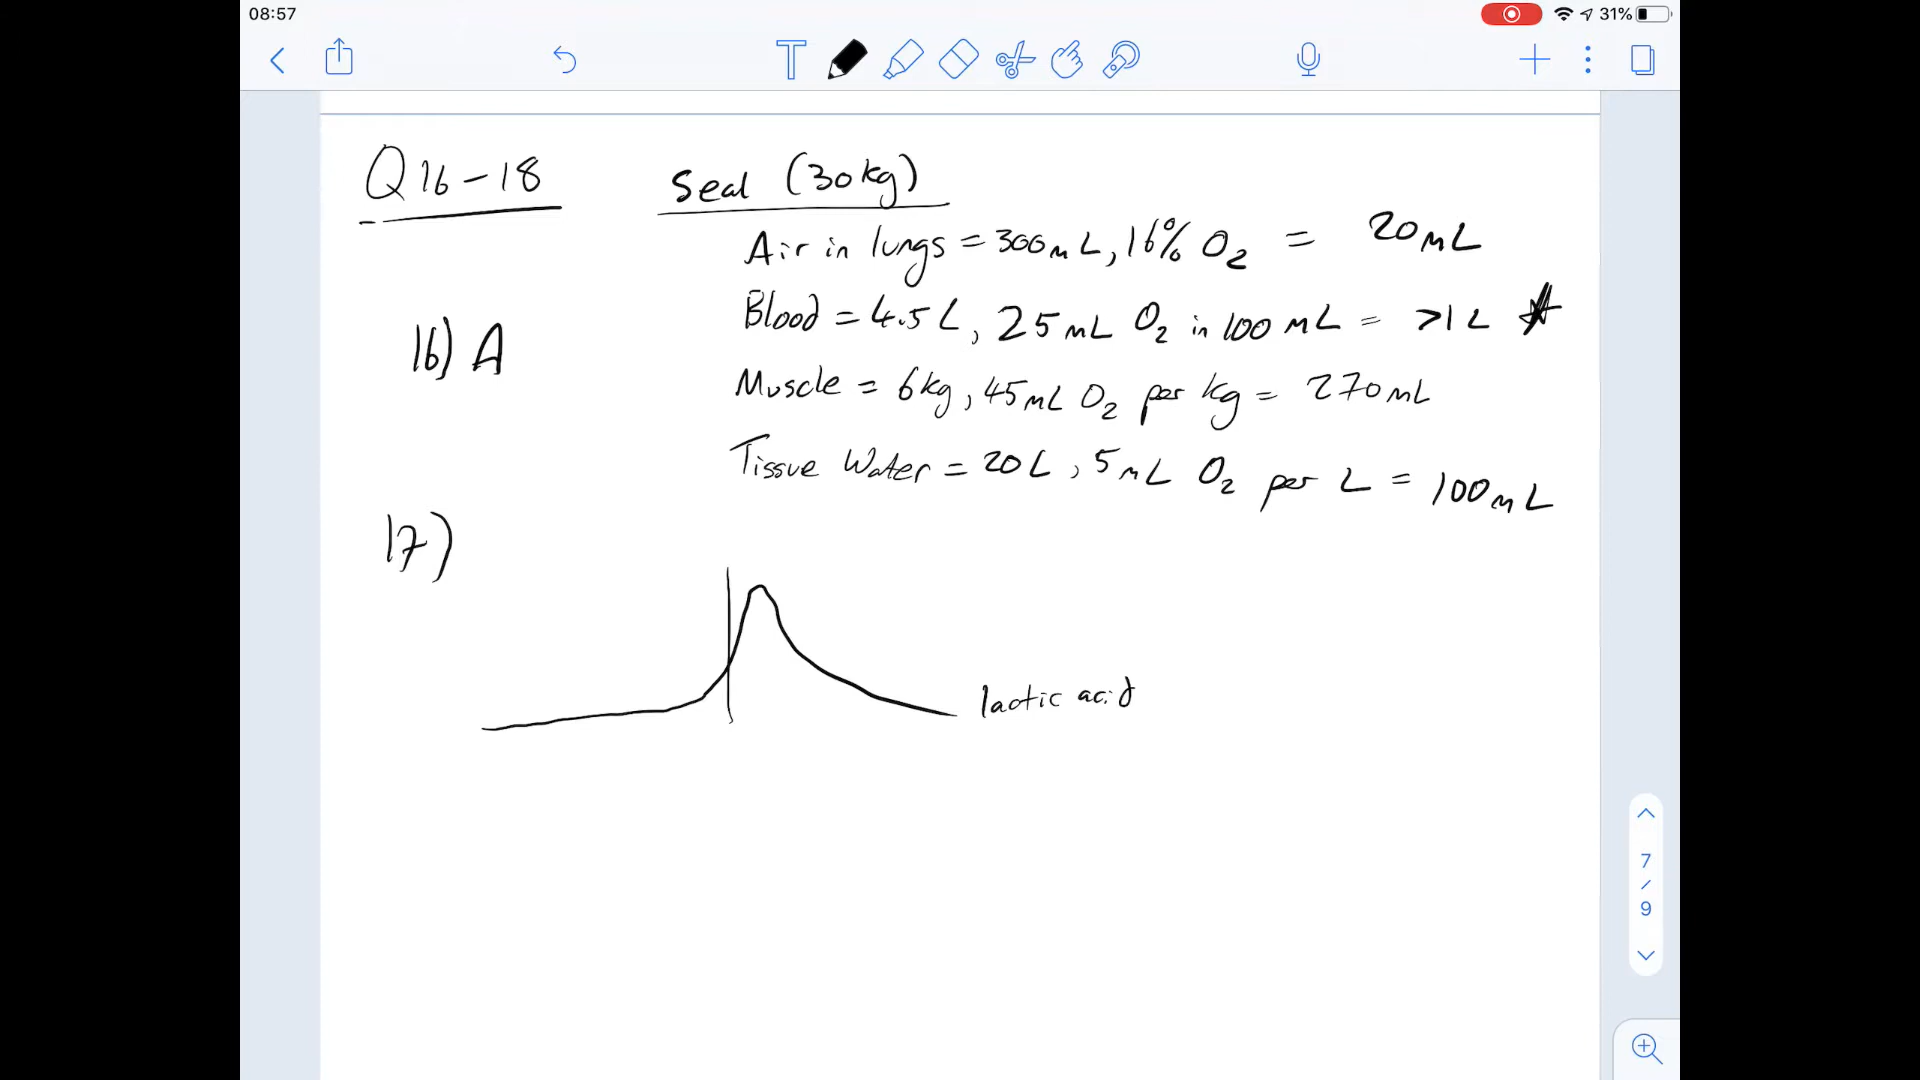 08:57
31%
Q16-18
Seal (30kg)
Air in lungs = 300mL, 16% O2 = 20mL
Blood = 4.5L, 25mL O2 in 100mL = >1L
16) A
Muscle = 6kg, 45mL O2 per kg = 270mL
Tissue Water = 20L, 5mL O2 per L = 100mL
17)
lactic acid
7
/
9